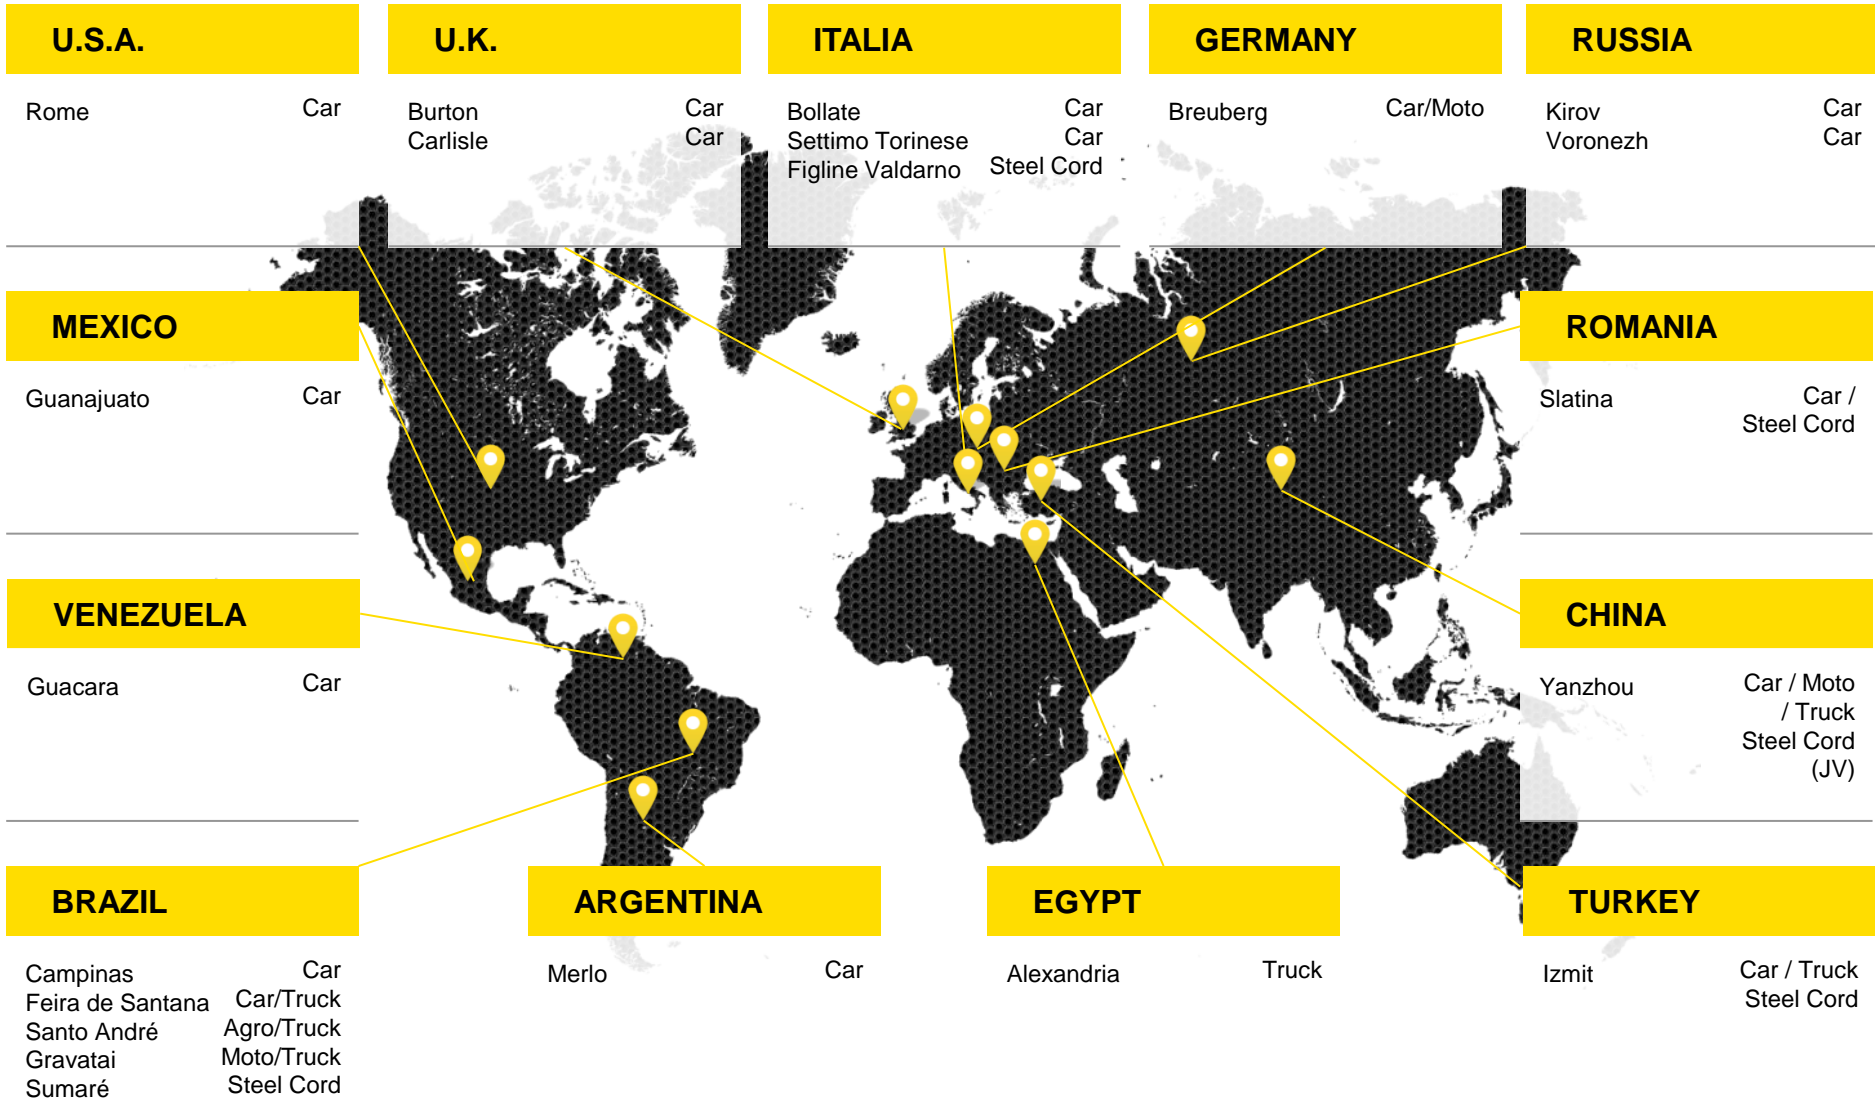 U.S.A.
Rome Car
U.K.
Burton Car
Carlisle Car
ITALIA
Bollate Car
Settimo Torinese Car
Figline Valdarno Steel Cord
GERMANY
Breuberg Car/Moto
RUSSIA
Kirov Car
Voronezh Car
MEXICO
Guanajuato Car
ROMANIA
Slatina Car /
Steel Cord
VENEZUELA
Guacara Car
CHINA
Yanzhou Car / Moto
/ Truck
Steel Cord
(JV)
BRAZIL
Campinas Car
Feira de Santana Car/Truck
Santo André Agro/Truck
Gravatai Moto/Truck
Sumaré Steel Cord
ARGENTINA
Merlo Car
EGYPT
Alexandria Truck
TURKEY
Izmit Car / Truck
Steel Cord